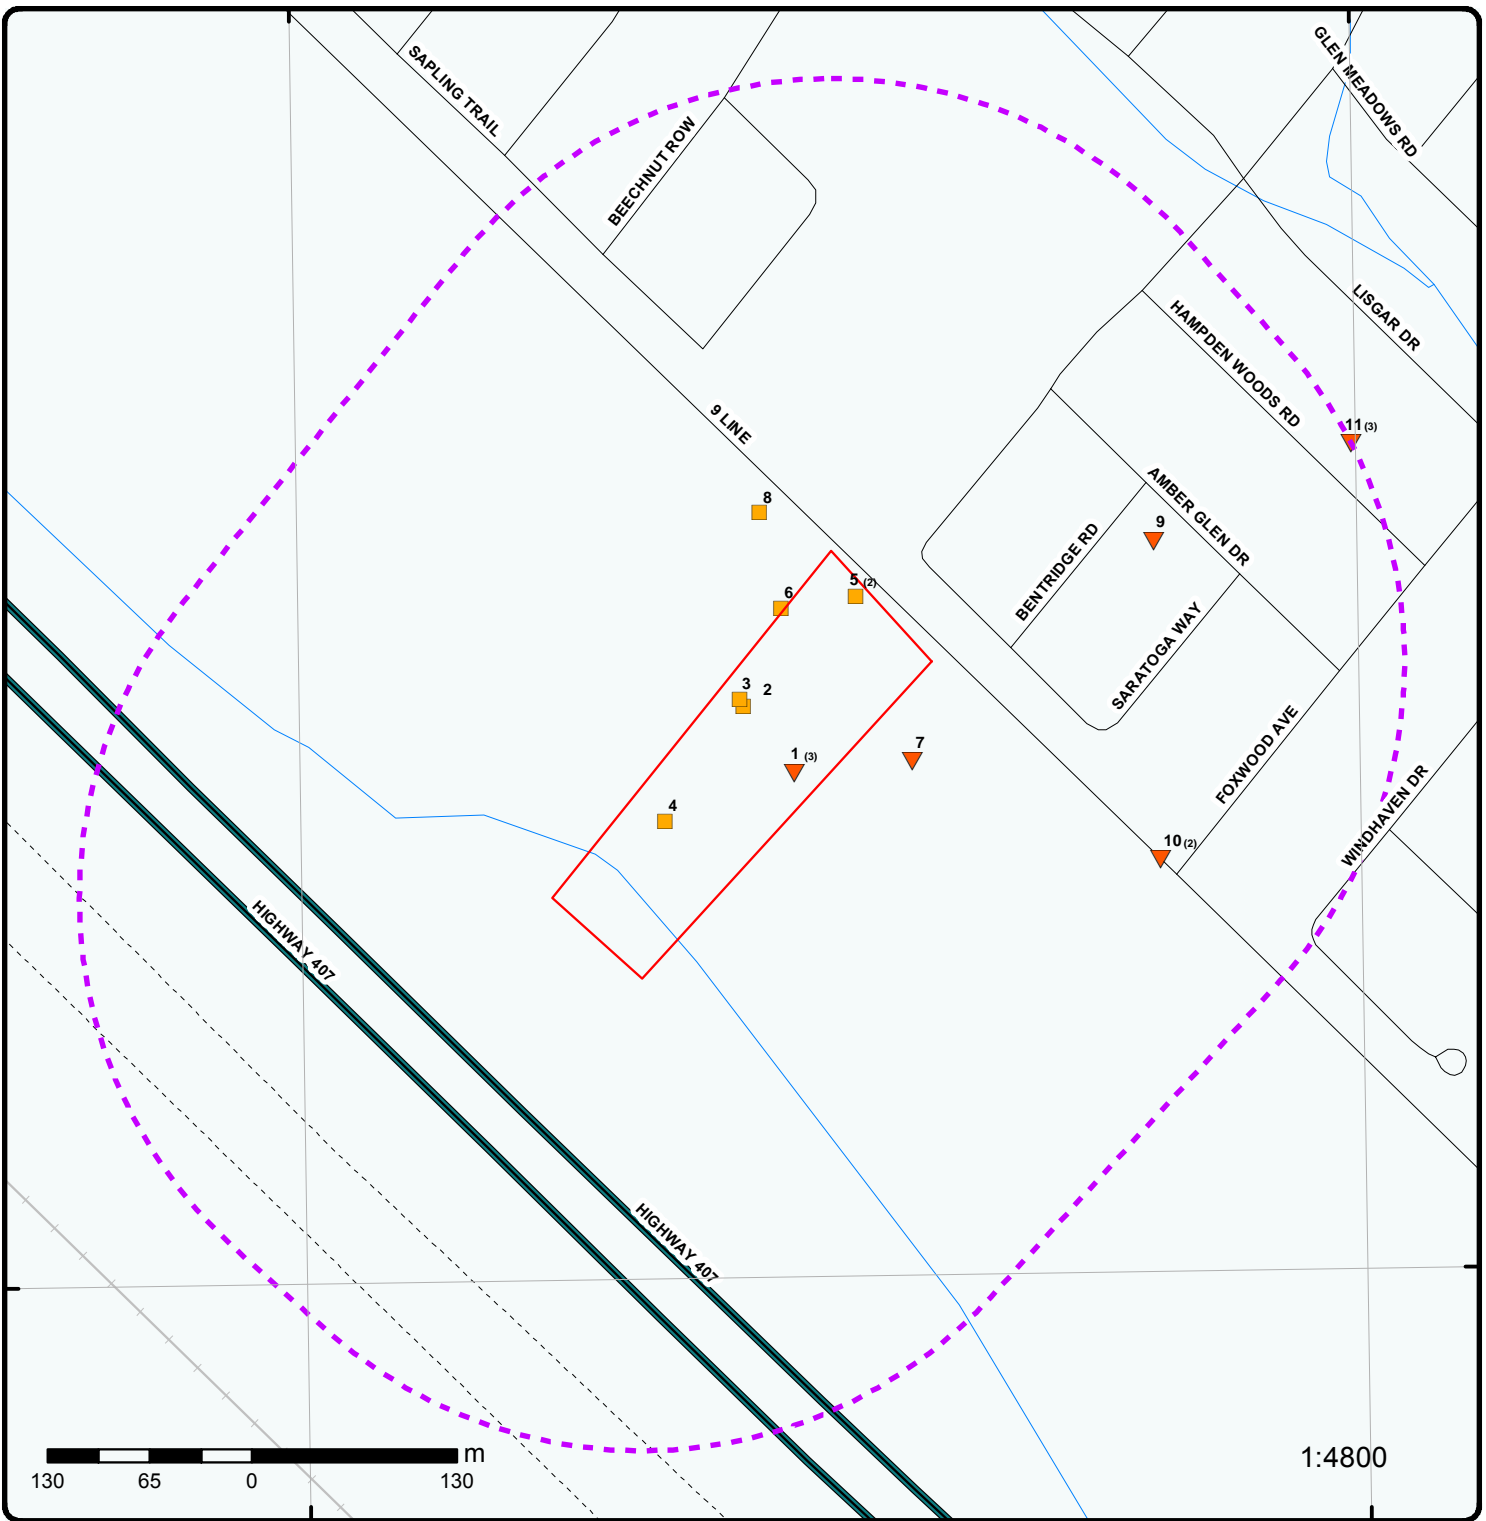 GLEN MEADOWS RD
SAPLING TRAIL
BEECHNUT ROW
LISGAR DR
HAMPDEN WOODS RD
9 LINE
11 (3)
8
AMBER GLEN DR
9
BENTRIDGE RD
5 (2)
6
SARATOGA WAY
3
2
FOXWOOD AVE
7
1 (3)
WINDHAVEN DR
4
10 (2)
HIGHWAY 407
HIGHWAY 407
m
1:4800
130 65 0 130